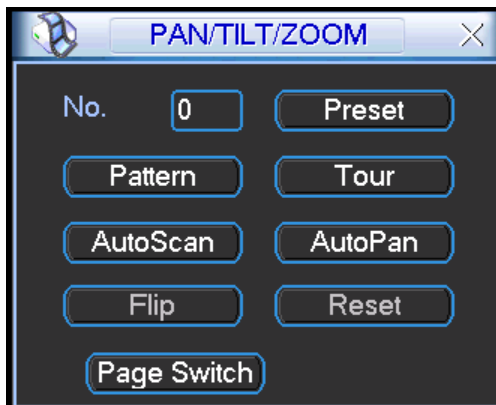 PAN/TILT/ZOOM
No. 0 Preset
Pattern Tour
AutoScan AutoPan
Flip Reset
Page Switch